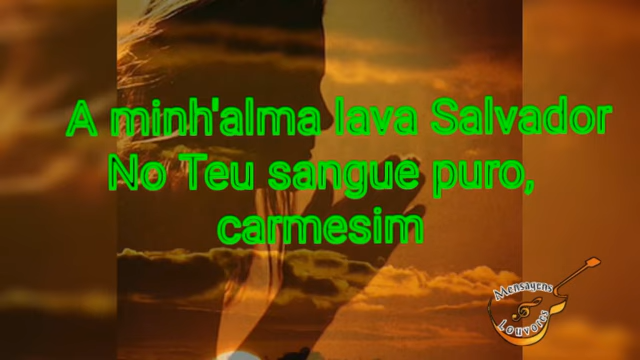 A minh'alma lava Salvador
No Teu sangue puro,
carmesim
Mensagens
Louvores